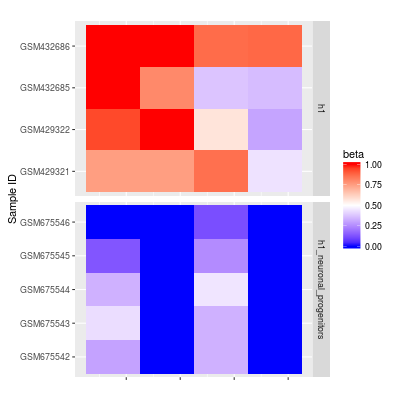 GSM432686
GSM432685
GSM429322
GSM429321
h1
GSM675546
GSM675545
GSM675544
GSM675543
GSM675542
h1_neuronal_progenitors
Sample ID
beta
1.00
0.75
0.50
0.25
0.00